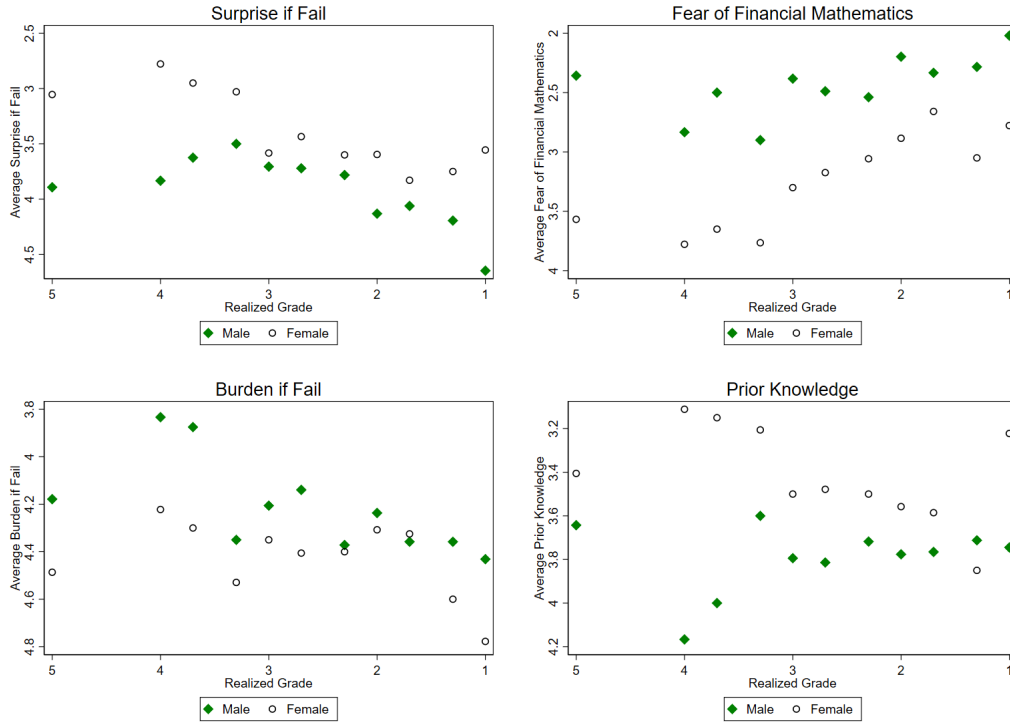 Surprise if Fail
Average Surprise if Fail
2.5
3
3.5
4
4.5
5
4
3
2
1
Realized Grade
Male Female
Fear of Financial Mathematics
Average Fear of Financial Mathematics
2
2.5
3
3.5
4
5
4
3
2
1
Realized Grade
Male Female
Burden if Fail
Average Burden if Fail
3.8
4
4.2
4.4
4.6
4.8
5
4
3
2
1
Realized Grade
Male Female
Prior Knowledge
Average Prior Knowledge
3.2
3.4
3.6
3.8
4
4.2
5
4
3
2
1
Realized Grade
Male Female